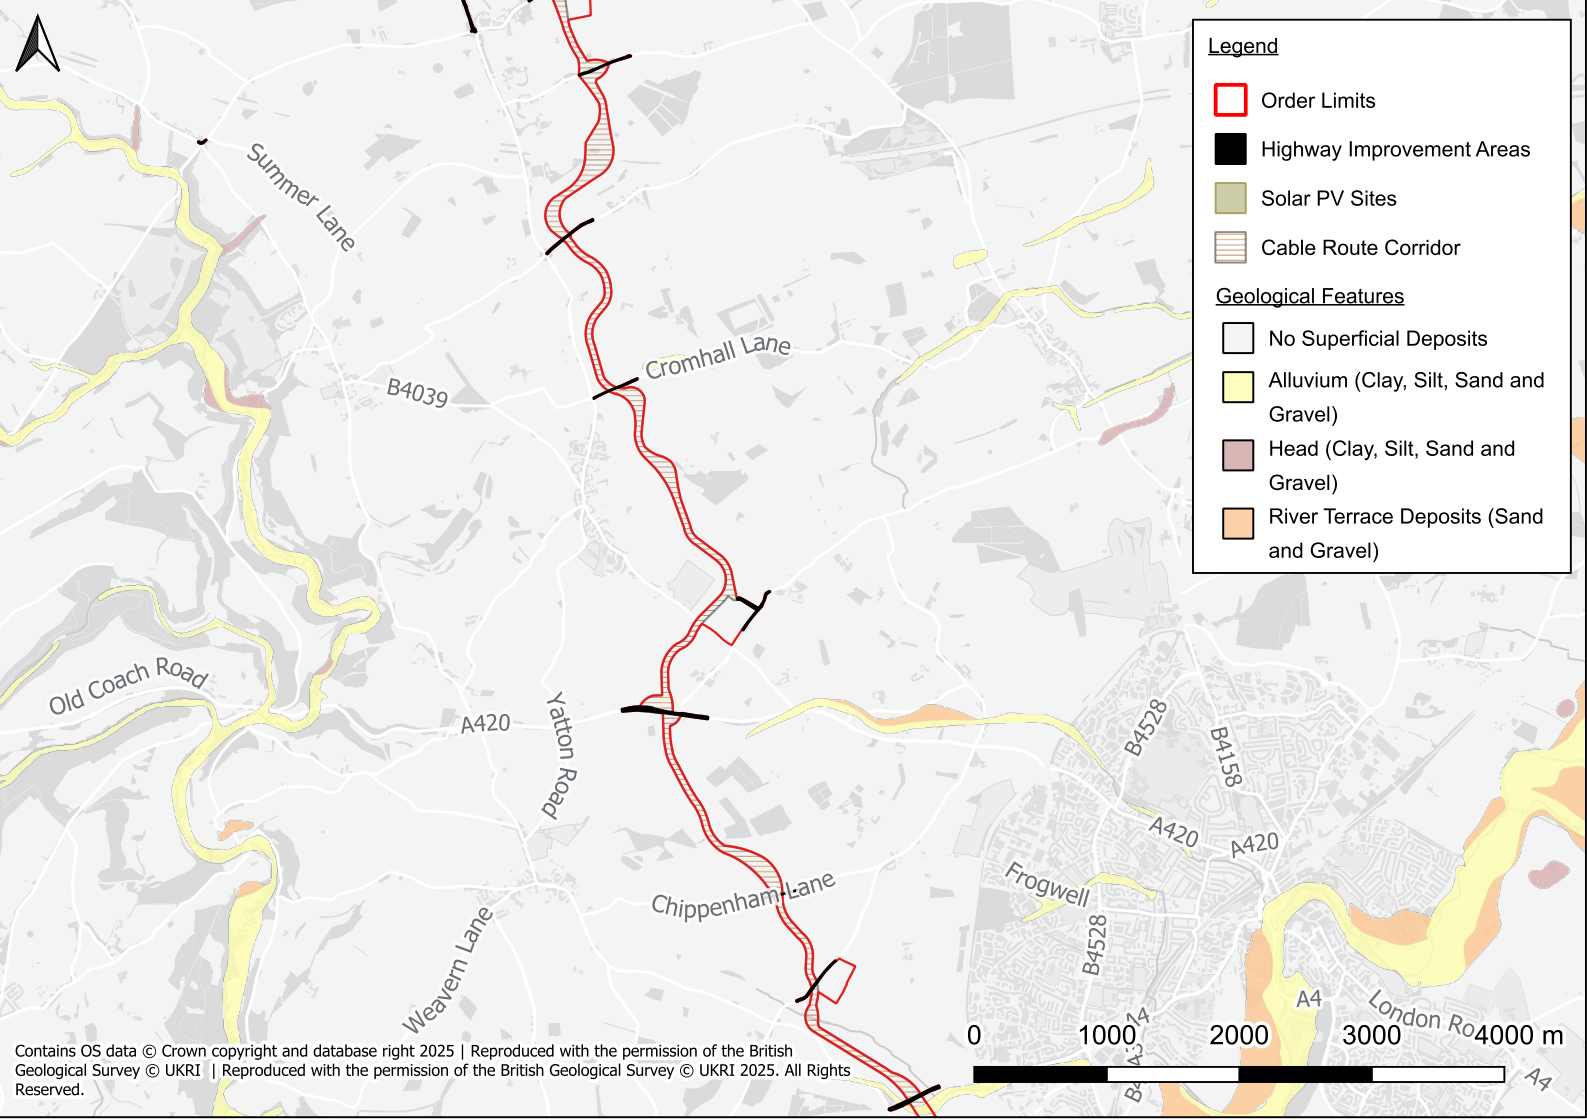 Legend
Order Limits
Highway Improvement Areas
Solar PV Sites
Cable Route Corridor
Geological Features
No Superficial Deposits
Alluvium (Clay, Silt, Sand and
Gravel)
Head (Clay, Silt, Sand and
Gravel)
River Terrace Deposits (Sand
and Gravel)
Summer Lane
Cromhall Lane
B4039
Old Coach Road
A420
Yatton Road
B4528
B4158
A420
A420
Frogwell
Chippenham Lane
B4528
Weavern Lane
A4
London Ro
A4
0 1000 2000 3000 4000 m
Contains OS data © Crown copyright and database right 2025 | Reproduced with the permission of the British
Geological Survey © UKRI | Reproduced with the permission of the British Geological Survey © UKRI 2025. All Rights
Reserved.